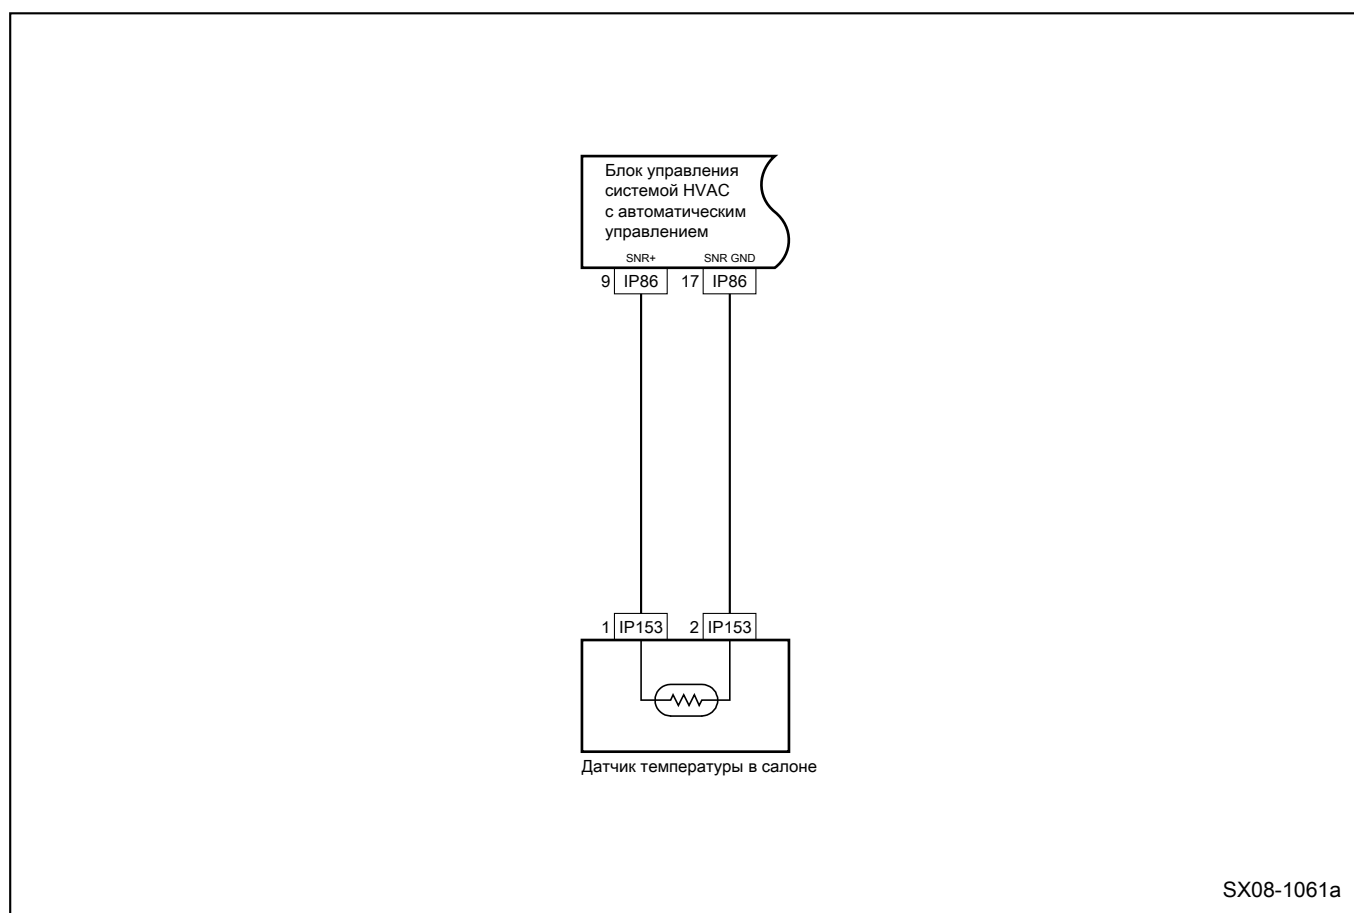 Блок управления
системой HVAC
с автоматическим
управлением
SNR+ SNR GND
9 IP86 17 IP86
1 IP153 2 IP153
Датчик температуры в салоне
SX08-1061a